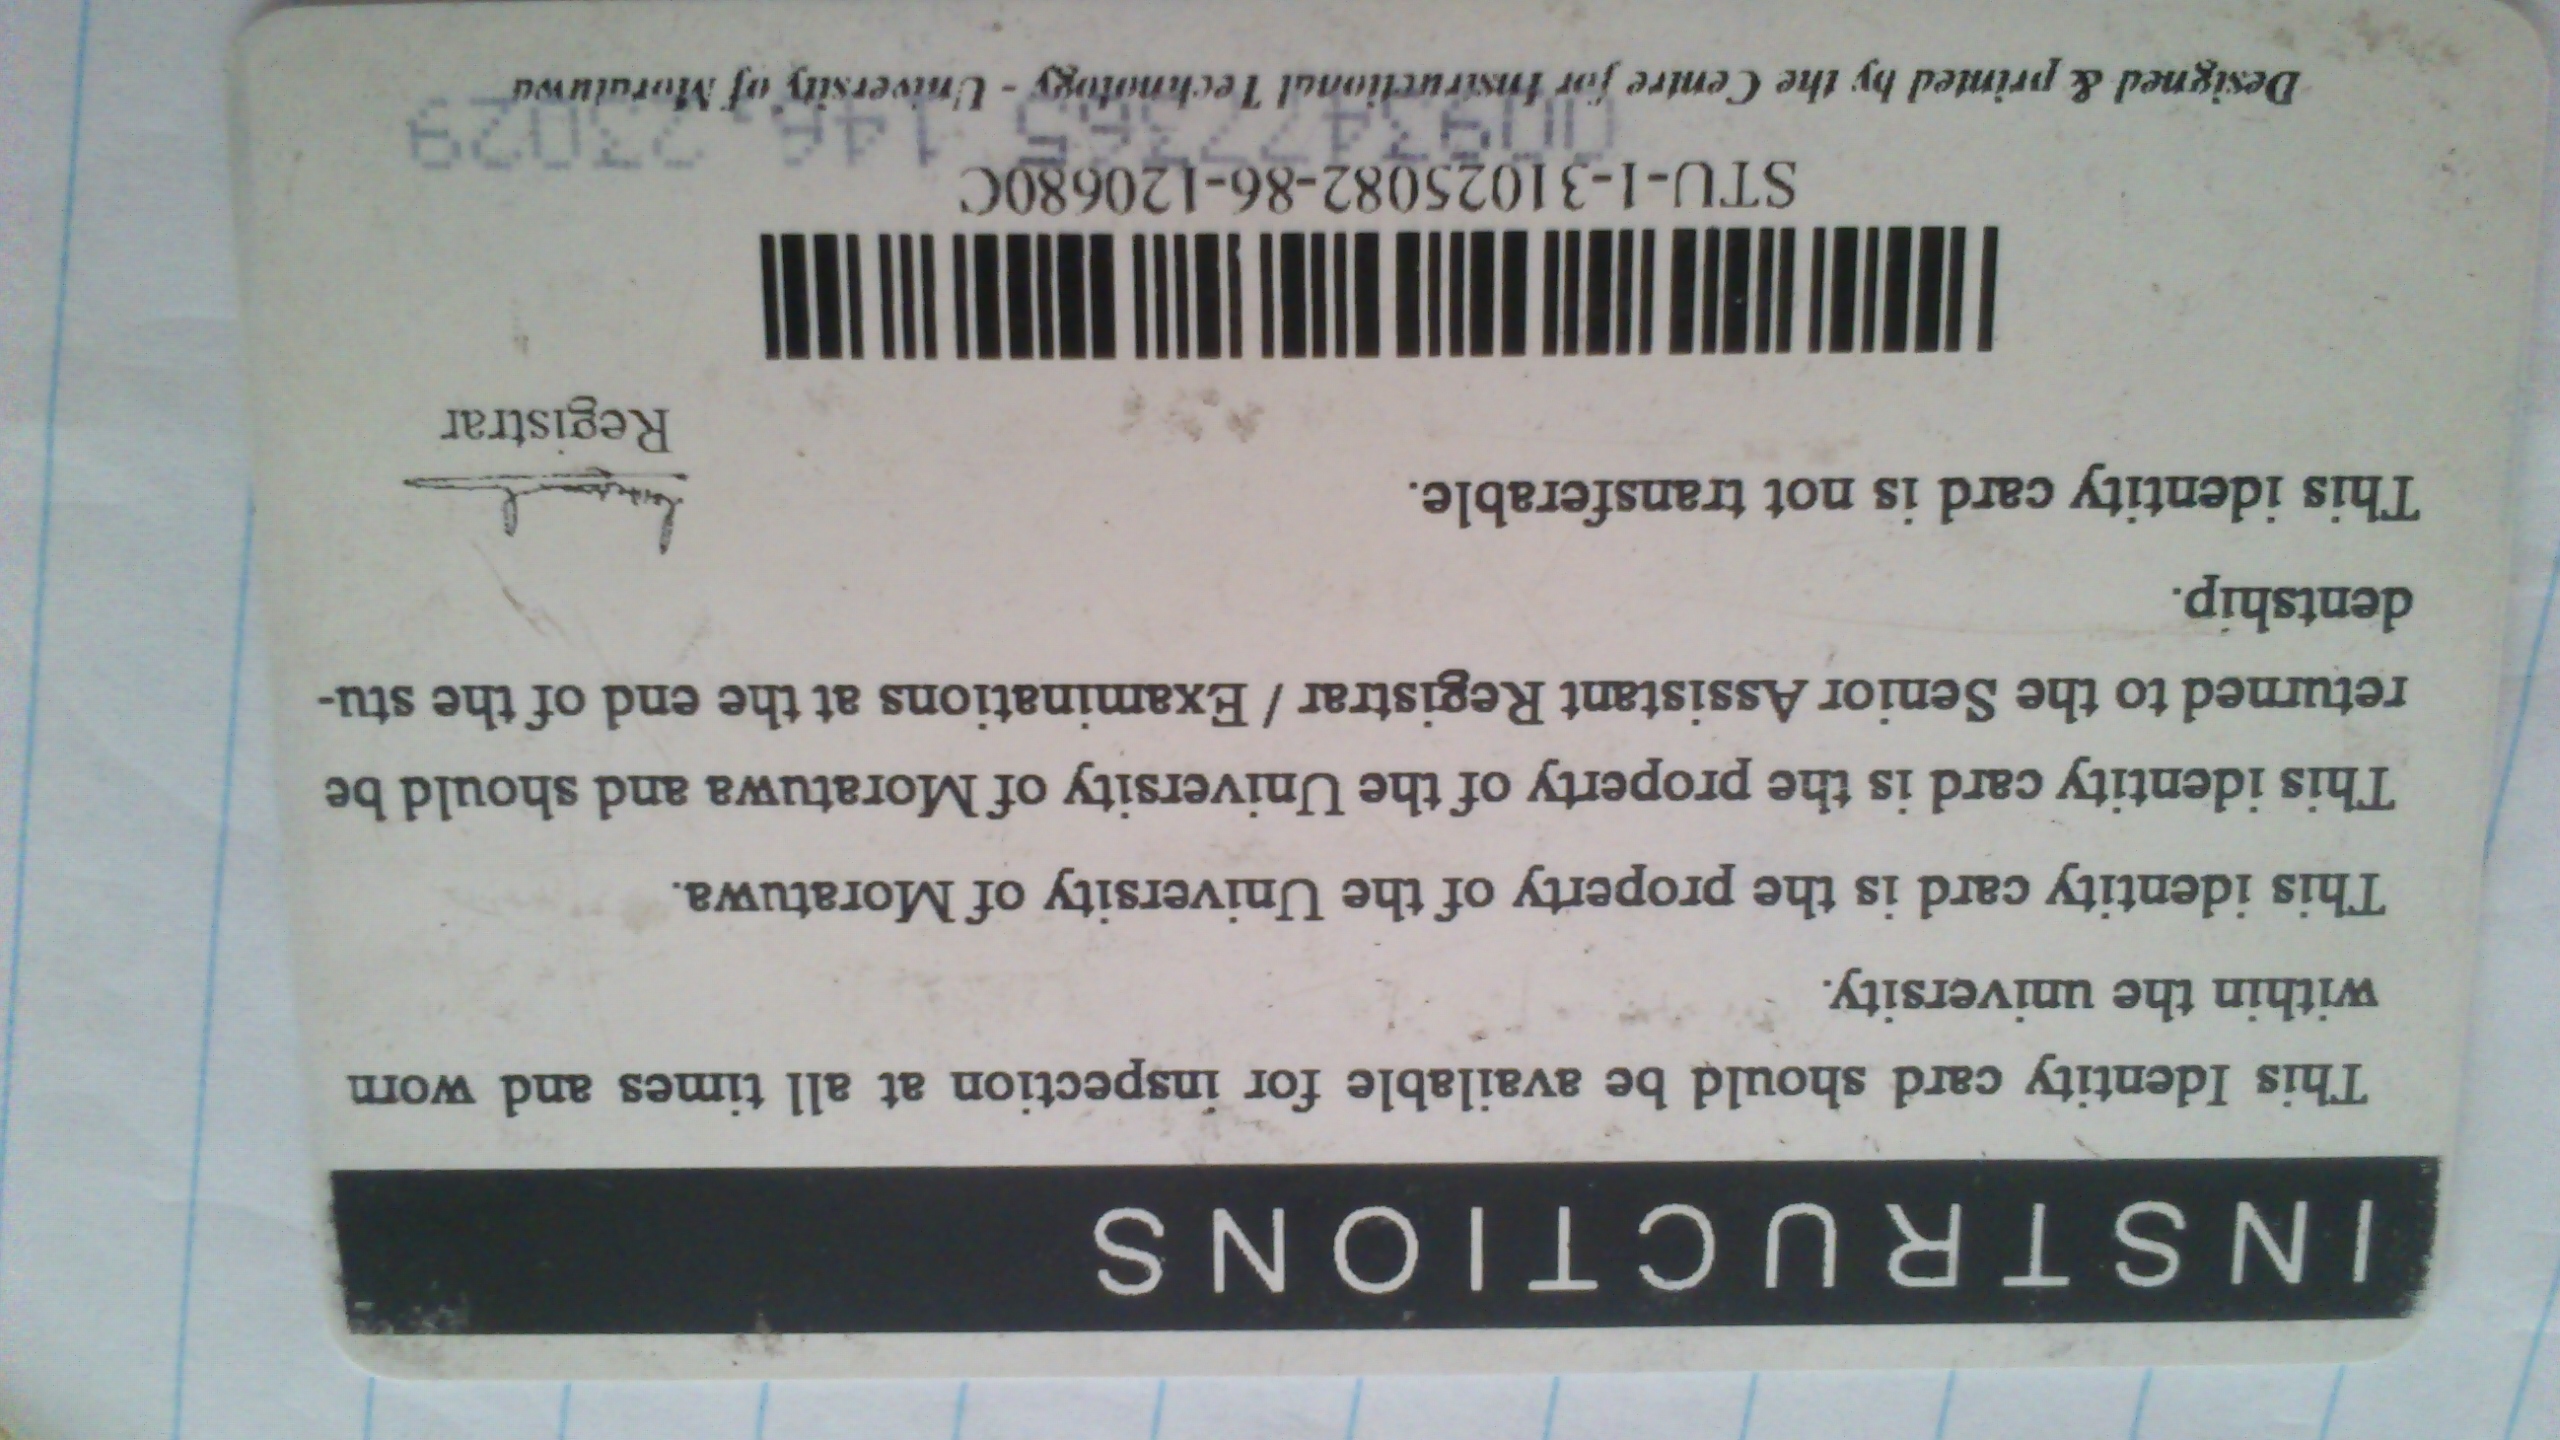 INSTRUCTIONS
This Identity card should be available for inspection at all times and worn
within the university.
This identity card is the property of the University of Moratuwa.
This identity card is the property of the University of Moratuwa and should be
returned to the Senior Assistant Registrar / Examinations at the end of the stu-
dentship.
This identity card is not transferable.
Registrar
STU-1-31025082-86-120680C
Designed & printed by the Centre for Instructional Technology - University of Moratuwa